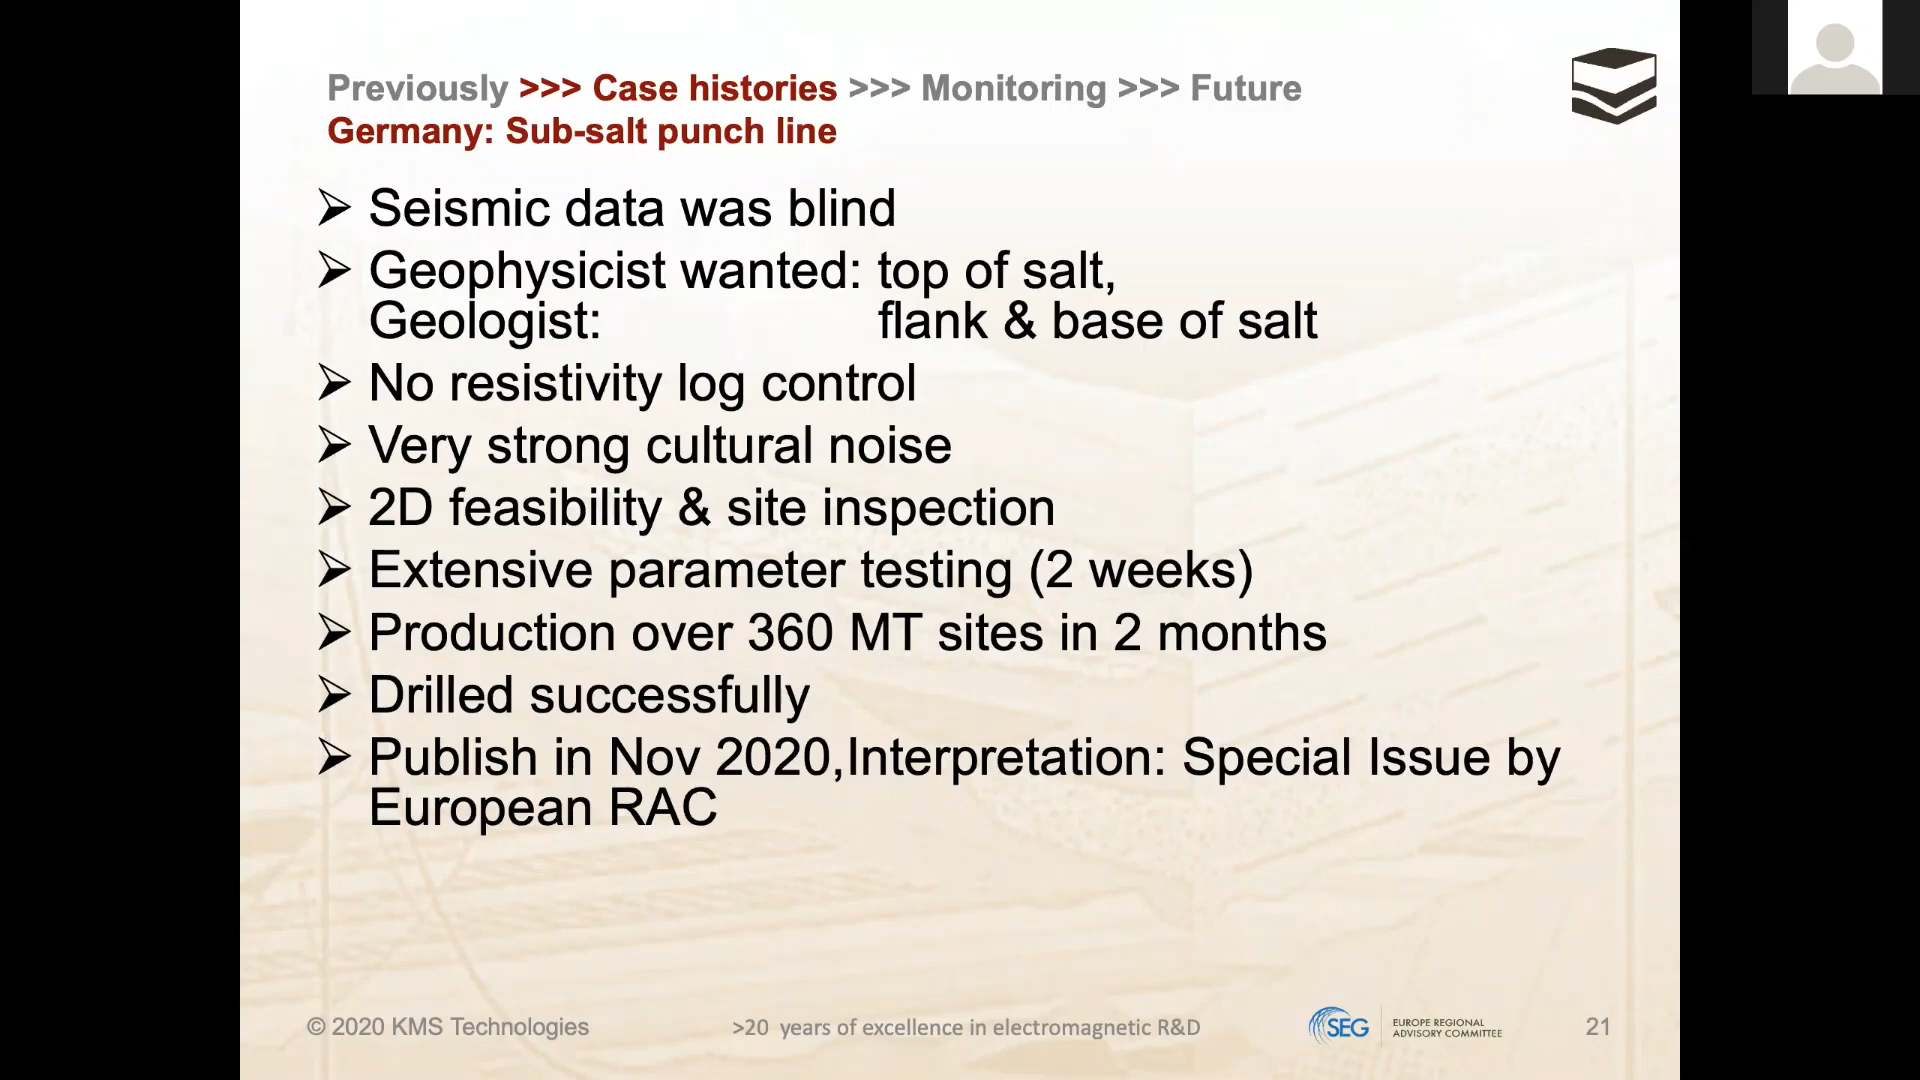 Previously >>> Case histories >>> Monitoring >>> Future
Germany: Sub-salt punch line
➢ Seismic data was blind
➢ Geophysicist wanted: top of salt,
Geologist: flank & base of salt
➢ No resistivity log control
➢ Very strong cultural noise
➢ 2D feasibility & site inspection
➢ Extensive parameter testing (2 weeks)
➢ Production over 360 MT sites in 2 months
➢ Drilled successfully
➢ Publish in Nov 2020,Interpretation: Special Issue by
European RAC
© 2020 KMS Technologies
>20 years of excellence in electromagnetic R&D
SEG
EUROPE REGIONAL
ADVISORY COMMITTEE
21